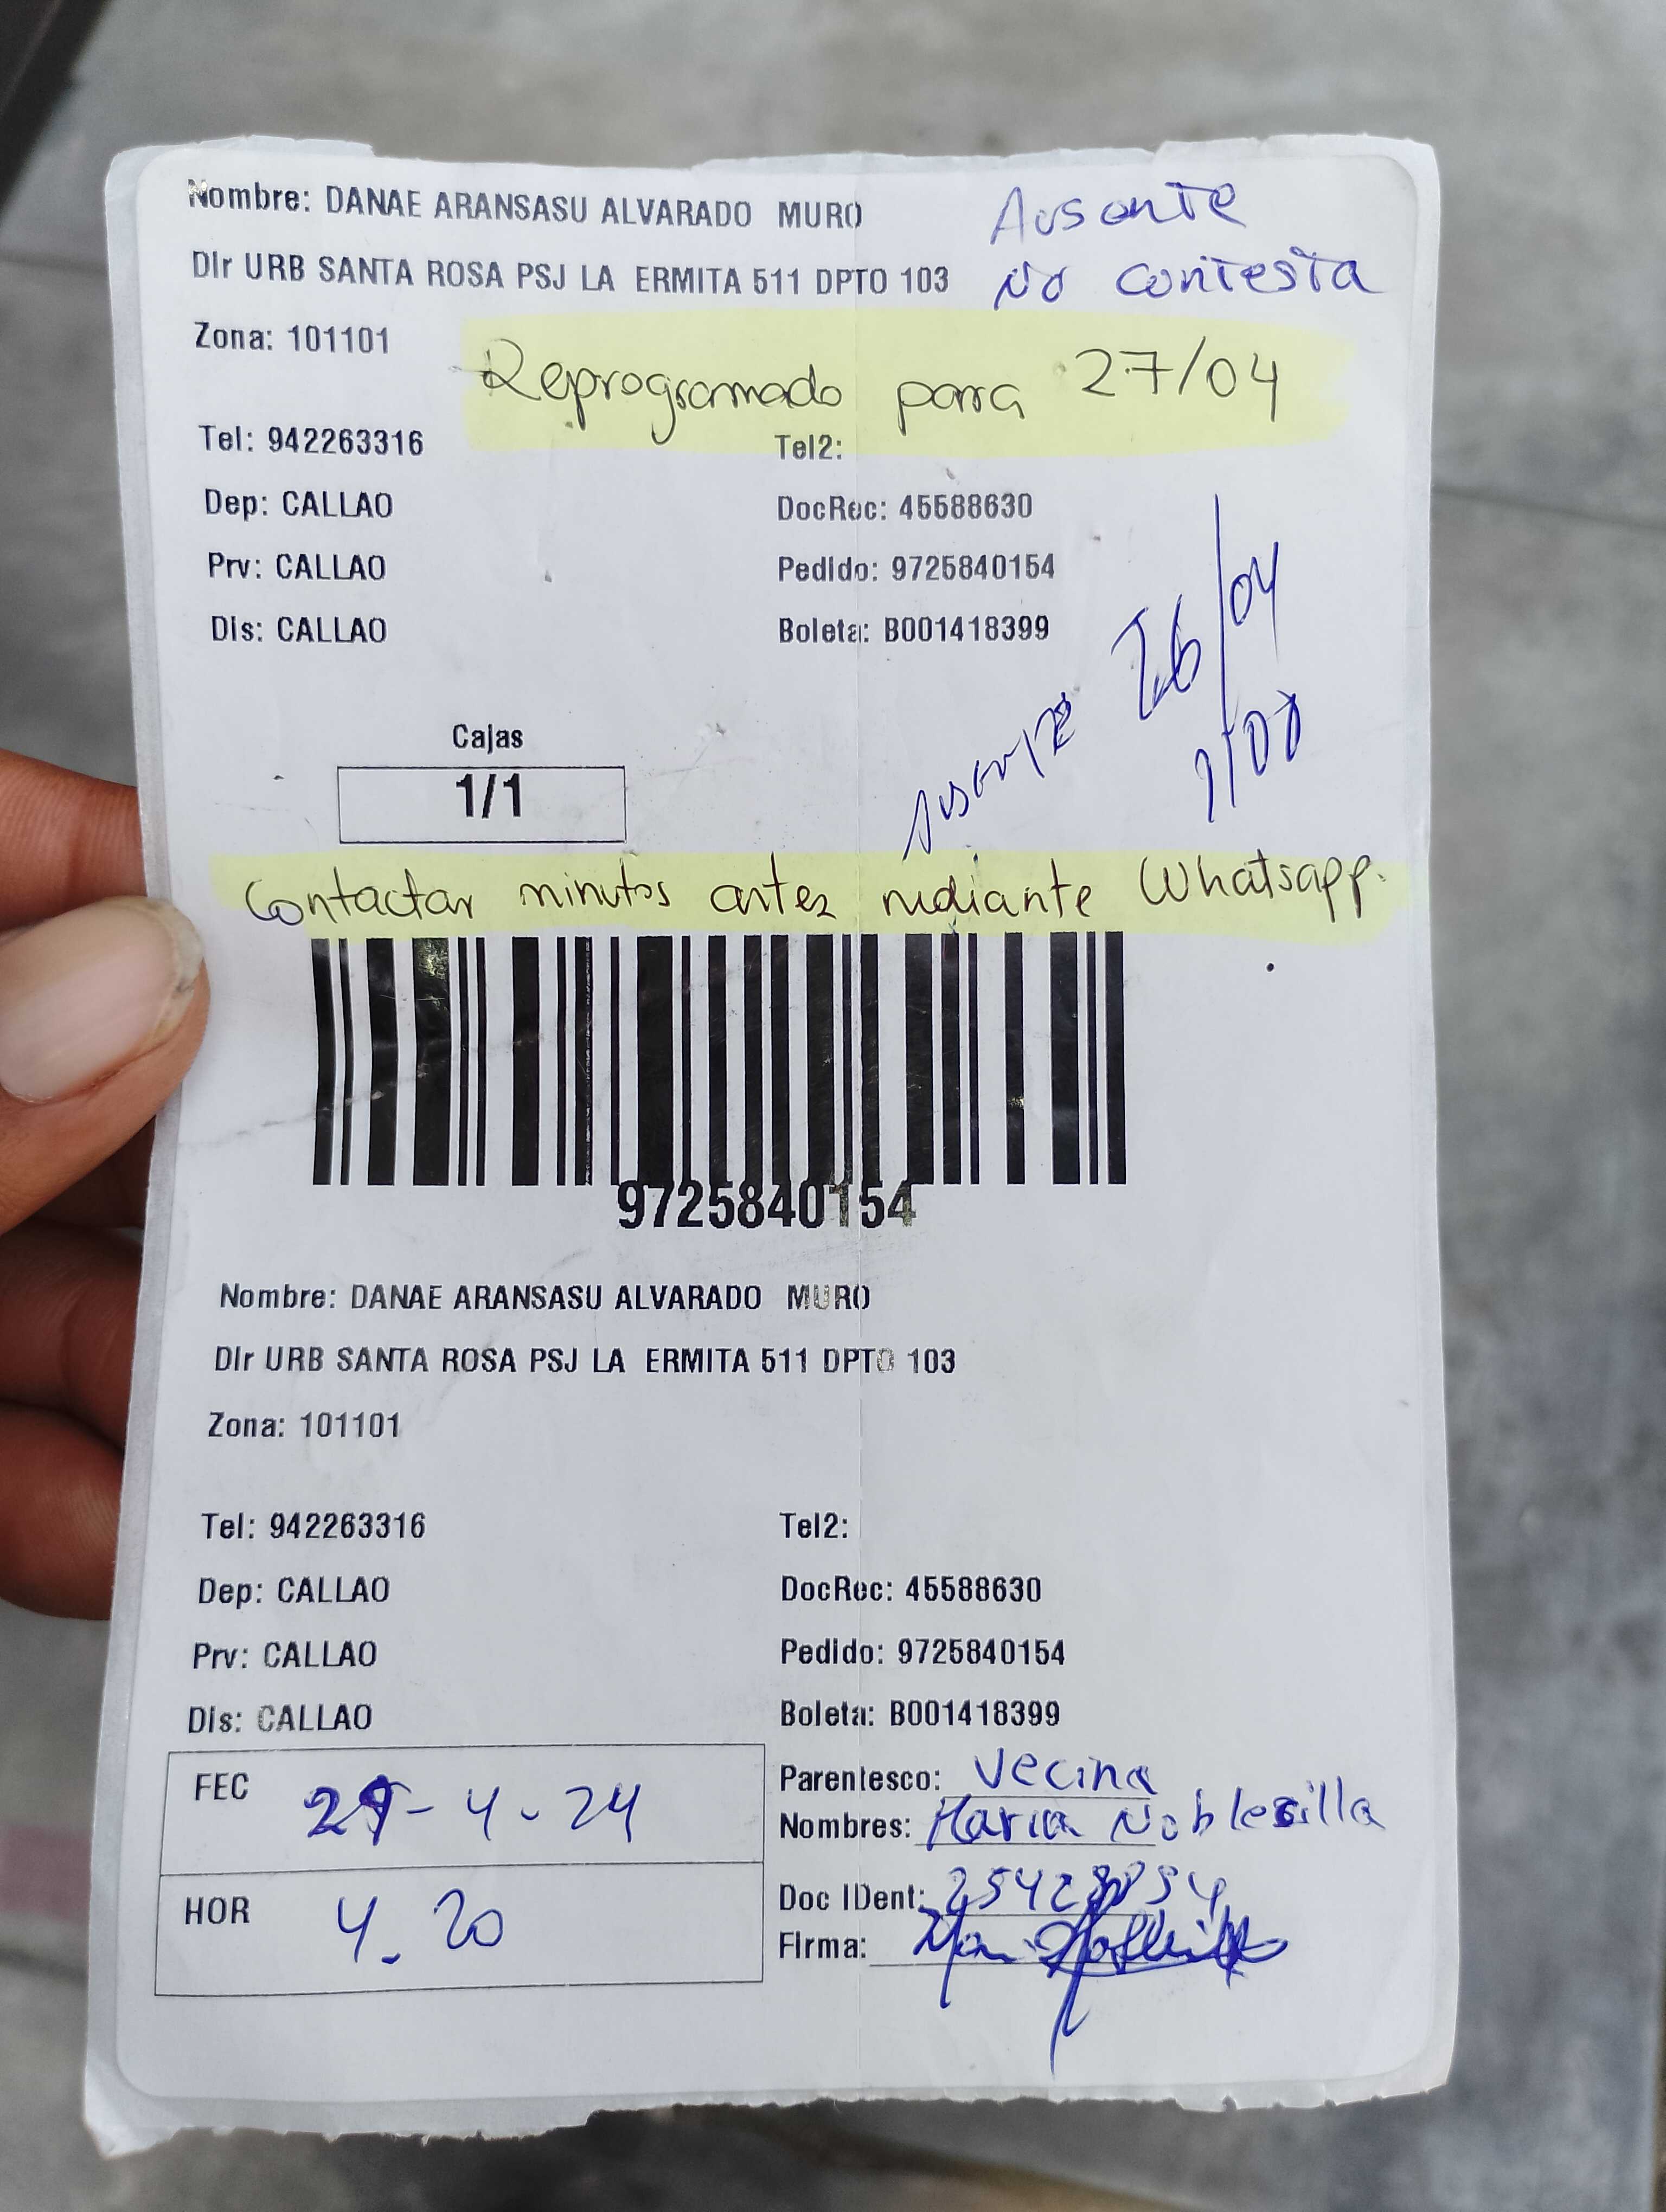 Nombre: DANAE ARANSASU ALVARADO MURO
Ausente
Dir URB SANTA ROSA PSJ LA ERMITA 511 DPTO 103
No contesta
Zona: 101101
Reprogramado para 27/04
Tel: 942263316 Tel2:
Dep: CALLAO DocRec: 45588630
Prv: CALLAO Pedido: 9725840154
Dis: CALLAO Boleta: B001418399
26/04
Cajas
1/1
Contactar minutos antes mediante Whatsapp.
9725840154
Nombre: DANAE ARANSASU ALVARADO MURO
Dir URB SANTA ROSA PSJ LA ERMITA 511 DPTO 103
Zona: 101101
Tel: 942263316 Tel2:
Dep: CALLAO DocRec: 45588630
Prv: CALLAO Pedido: 9725840154
Dis: CALLAO Boleta: B001418399
FEC
Parentesco: Vecina
Nombres: Maria Noblecilla
HOR 4.20
Doc IDent:
Firma: